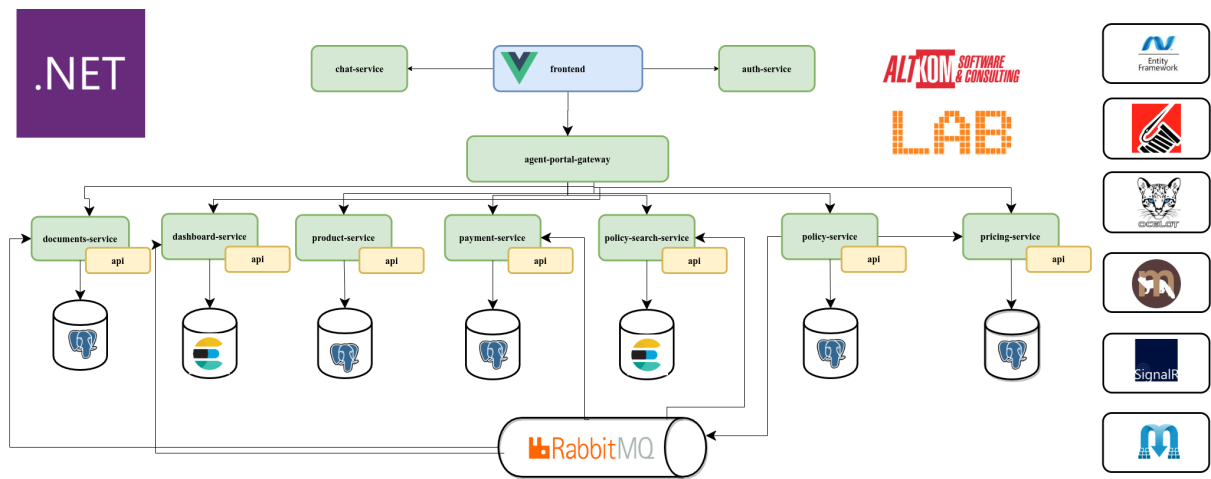 .NET
chat-service
frontend
auth-service
ALTKOM SOFTWARE
& CONSULTING
LAB
Entity
Framework
agent-portal-gateway
OCELOT
documents-service
dashboard-service
product-service
payment-service
policy-search-service
policy-service
pricing-service
api
api
api
api
api
api
api
m
SignalR
RabbitMQ